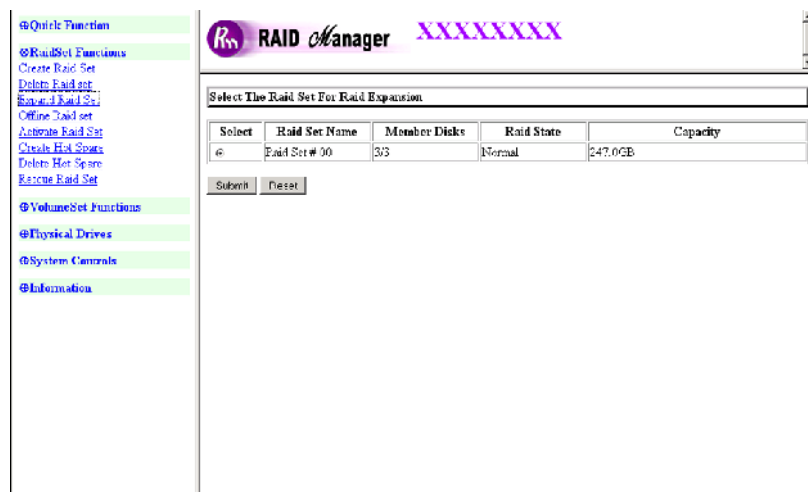 Quick Function
RaidSet Functions
Create Raid Set
Delete Raid set
Expand Raid Set
Offline Raid set
Activate Raid Set
Create Hot Spare
Delete Hot Spare
Rescue Raid Set
VolumeSet Functions
Physical Drives
System Controls
Information
Rm RAID Manager XXXXXXXX
Select The Raid Set For Raid Expansion
Select Raid Set Name Member Disks Raid State Capacity
Raid Set # 00 3/3 Normal 247.0GB
Submit Reset